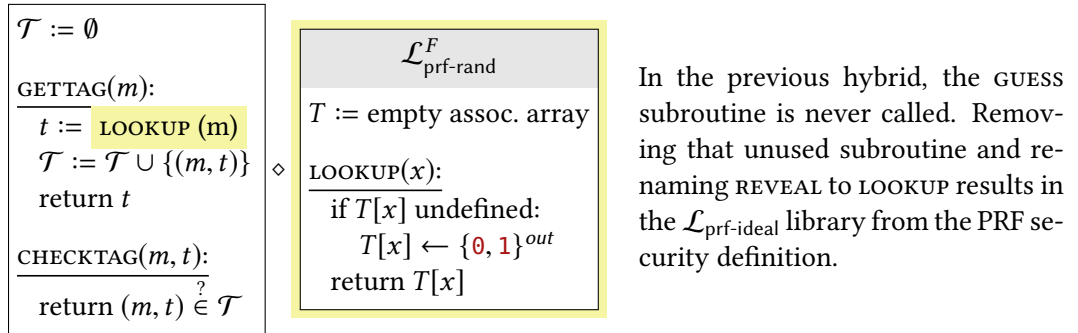 𝒯 := ∅
GETTAG(m):
t := LOOKUP (m)
𝒯 := 𝒯 ∪ {(m, t)}
return t
CHECKTAG(m, t):
return (m, t) ∈? 𝒯
⋄
ℒ^F_prf-rand
T := empty assoc. array
LOOKUP(x):
if T[x] undefined:
T[x] ← {0, 1}^out
return T[x]
In the previous hybrid, the GUESS
subroutine is never called. Remov-
ing that unused subroutine and re-
naming REVEAL to LOOKUP results in
the ℒ_prf-ideal library from the PRF se-
curity definition.